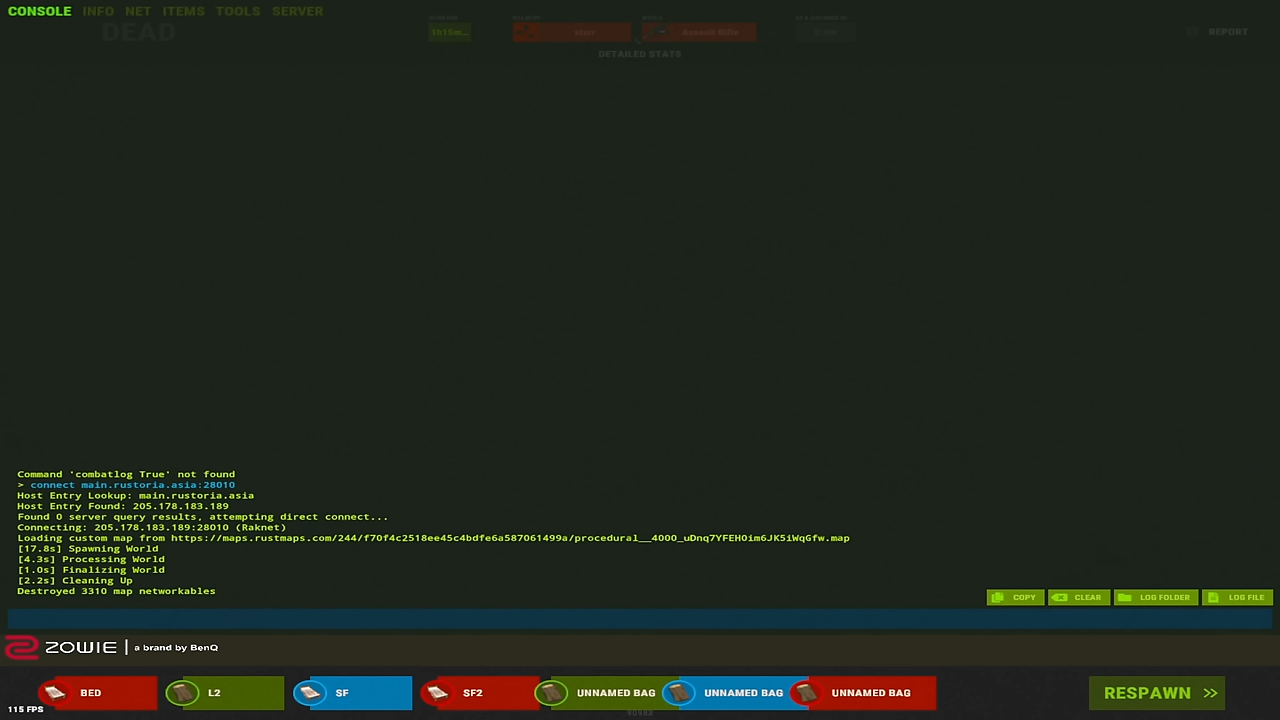 CONSOLE INFO NET ITEMS TOOLS SERVER
DEAD
1h15m...
Assault Rifle
REPORT
DETAILED STATS
Command 'combatlog True' not found
> connect main.rustoria.asia:28010
Host Entry Lookup: main.rustoria.asia
Host Entry Found: 205.178.183.189
Found 0 server query results, attempting direct connect...
Connecting: 205.178.183.189:28010 (Raknet)
Loading custom map from https://maps.rustmaps.com/244/f70f4c2518ee45c4bdfe6a587061499a/procedural__4000_uDnq7YFEH0im6JK5iWqGfw.map
[17.8s] Spawning World
[4.3s] Processing World
[1.0s] Finalizing World
[2.2s] Cleaning Up
Destroyed 3310 map networkables
COPY CLEAR LOG FOLDER LOG FILE
ZOWIE | a brand by BenQ
BED L2 SF SF2 UNNAMED BAG UNNAMED BAG UNNAMED BAG RESPAWN >>
115 FPS